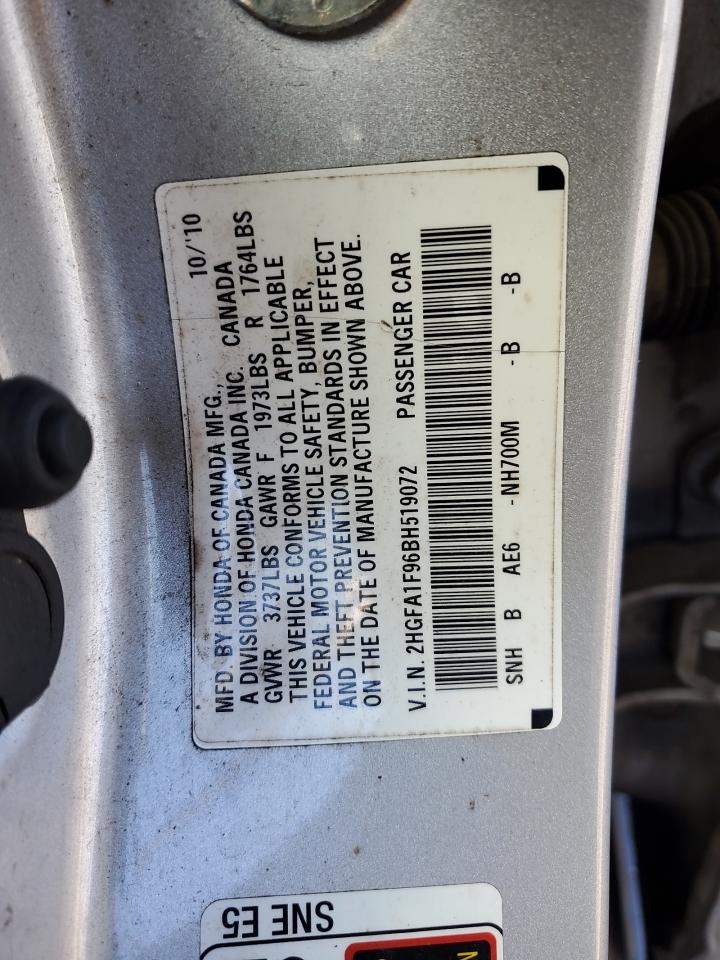 10/'10
MFD. BY HONDA OF CANADA MFG.,
A DIVISION OF HONDA CANADA INC. CANADA
GVWR 3737LBS GAWR F 1973LBS R 1764LBS
THIS VEHICLE CONFORMS TO ALL APPLICABLE
FEDERAL MOTOR VEHICLE SAFETY, BUMPER,
AND THEFT PREVENTION STANDARDS IN EFFECT
ON THE DATE OF MANUFACTURE SHOWN ABOVE.
V.I.N. 2HGFA1F96BH519072 PASSENGER CAR
SNH B AE6 -NH700M -B -B
SNE E5